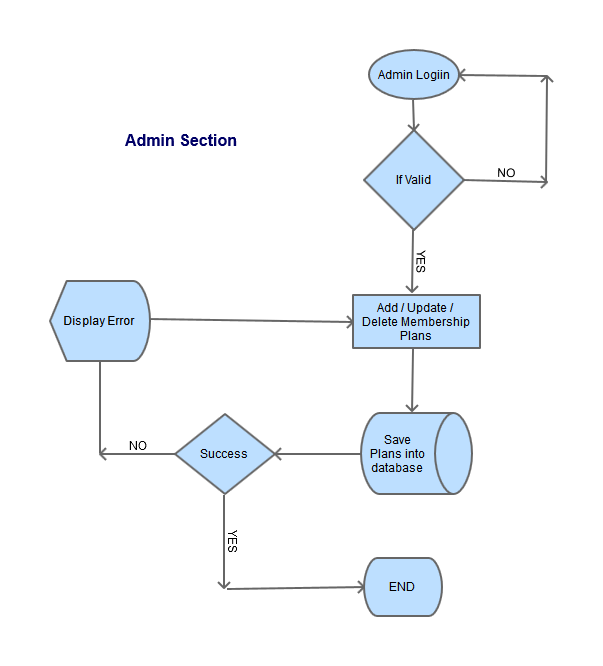 Admin Logiin
Admin Section
If Valid
NO
YES
Add / Update /
Delete Membership
Plans
Display Error
Save
Plans into
database
Success
NO
YES
END